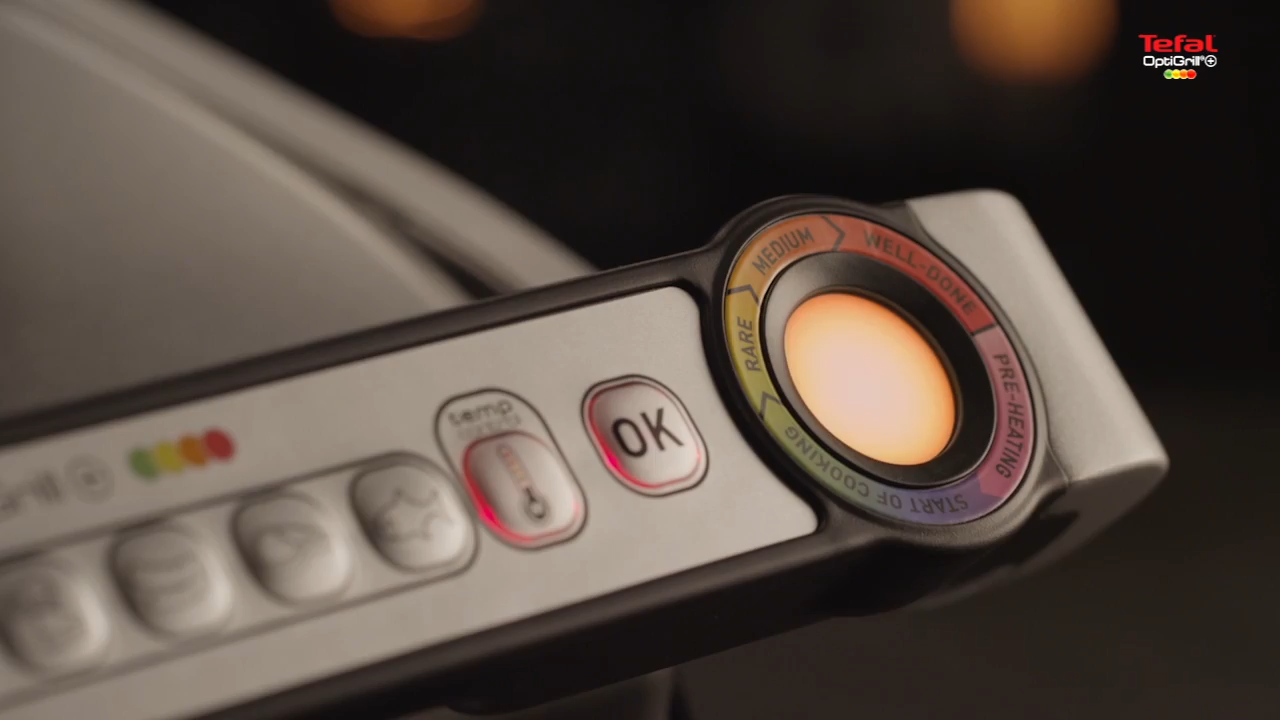 Tefal
OptiGrill®+
MEDIUM
WELL-DONE
RARE
PRE-HEATING
START OF COOKING
temp
OK